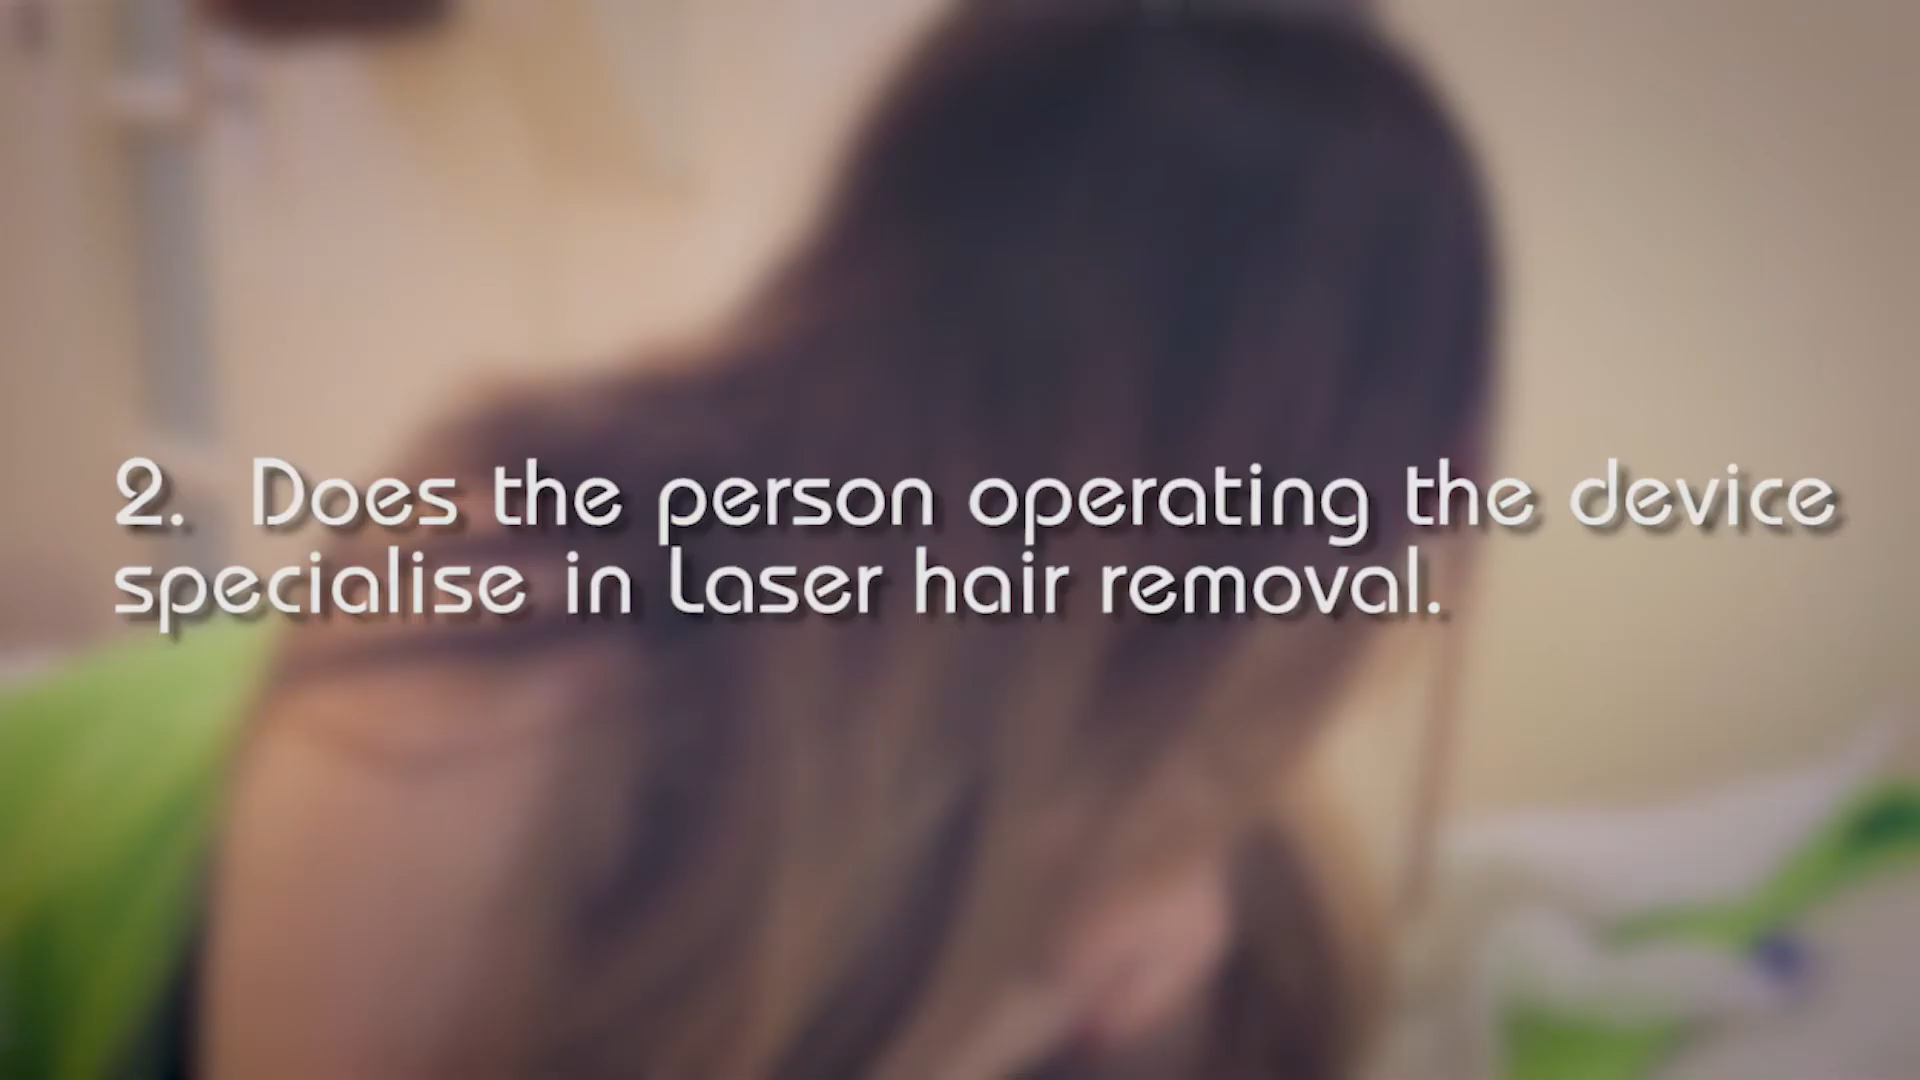 2. Does the person operating the device
specialise in Laser hair removal.